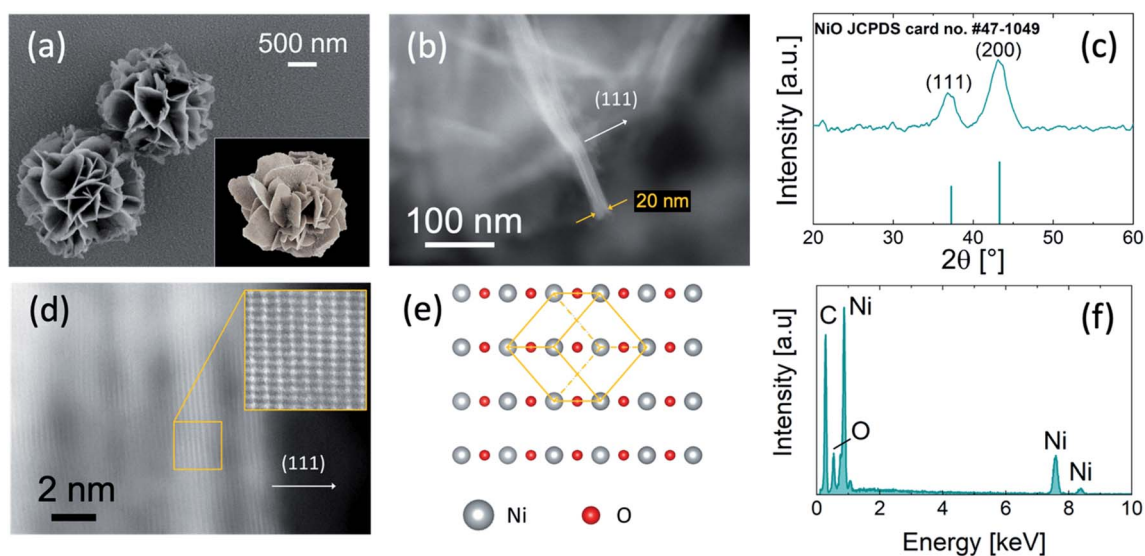 (a)
500 nm
(b)
(111)
20 nm
100 nm
NiO JCPDS card no. #47-1049
(c)
(200)
(111)
Intensity [a.u.]
20 30 40 50 60
2θ [°]
(d)
(111)
2 nm
(e)
Ni O
(f)
C Ni
O
Ni
Ni
Intensity [a.u]
0 2 4 6 8 10
Energy [keV]